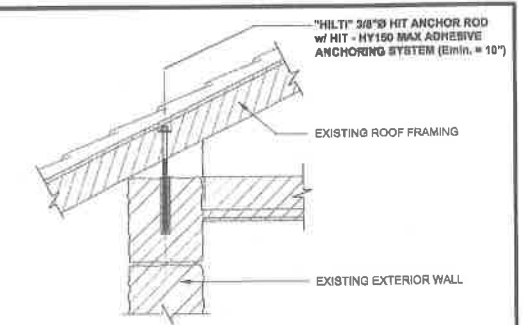 "HILTI" 3/8"Ø HIT ANCHOR ROD
w/ HIT - HY150 MAX ADHESIVE
ANCHORING SYSTEM (Emin. = 10")
EXISTING ROOF FRAMING
EXISTING EXTERIOR WALL